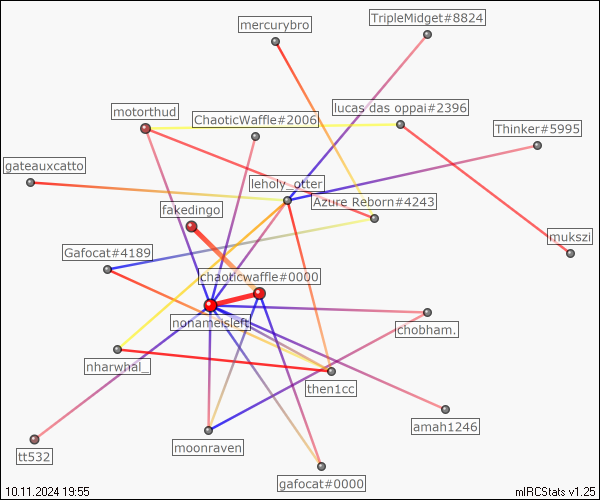 TripleMidget#8824
mercurybro
lucas das oppai#2396
motorthud
ChaoticWaffle#2006
Thinker#5995
gateauxcatto
leholy_otter
Azure Reborn#4243
fakedingo
mukszi
Gafocat#4189
chaoticwaffle#0000
nonameisleft
chobham.
nharwhal_
then1cc
amah1246
moonraven
tt532
gafocat#0000
10.11.2024 19:55
mIRCStats v1.25